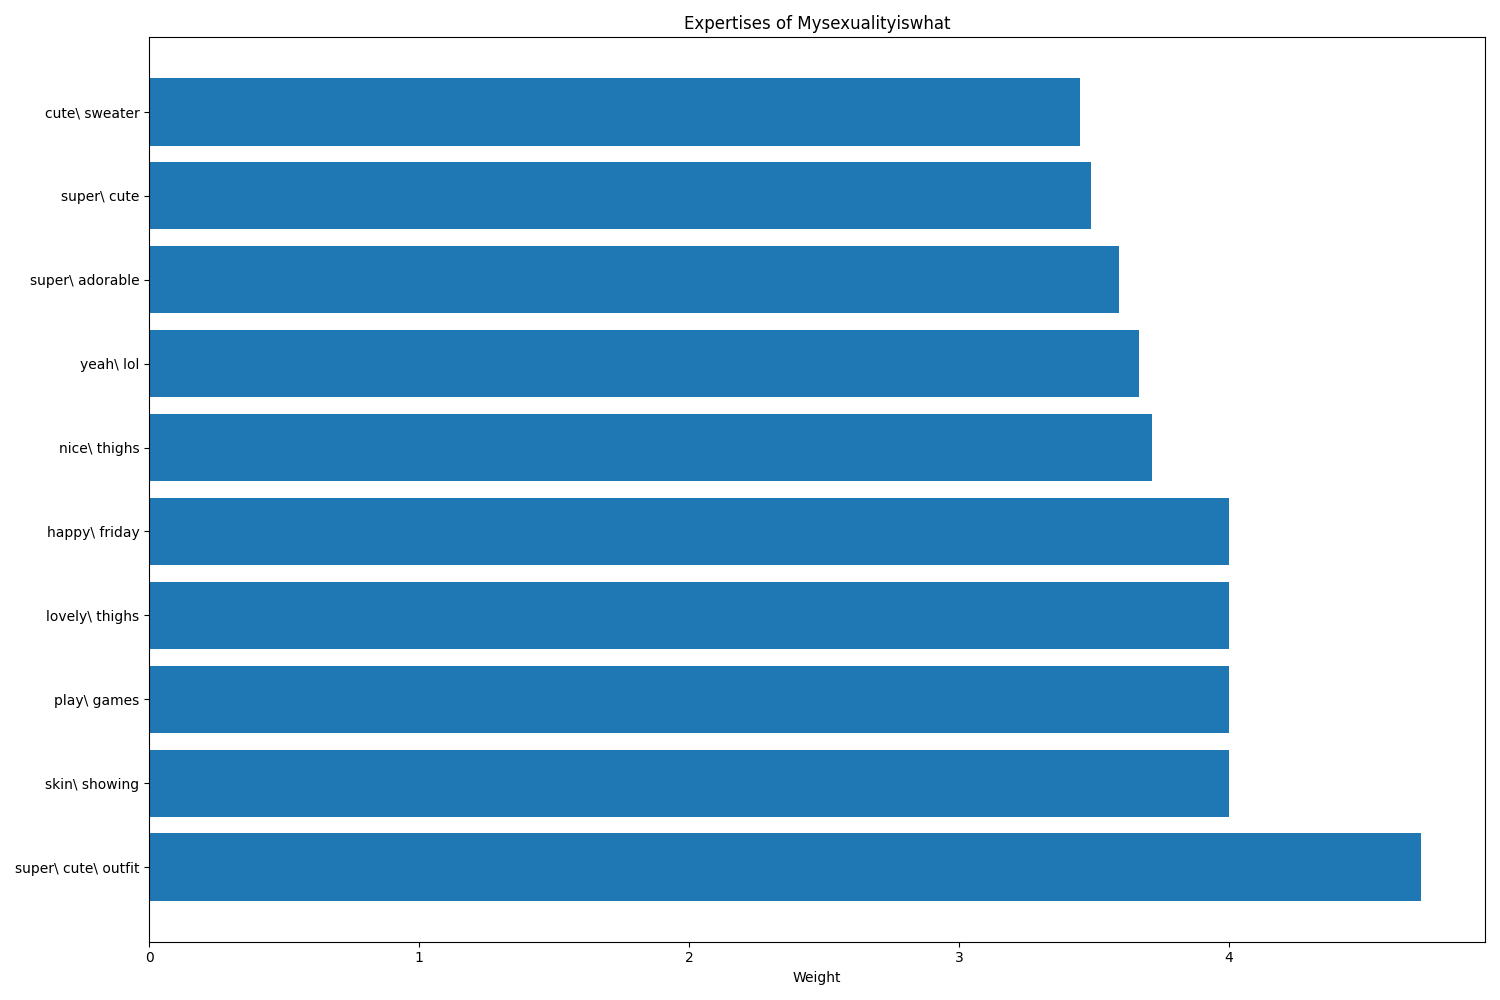 Expertises of Mysexualityiswhat
cute\ sweater
super\ cute
super\ adorable
yeah\ lol
nice\ thighs
happy\ friday
lovely\ thighs
play\ games
skin\ showing
super\ cute\ outfit
0 1 2 3 4
Weight